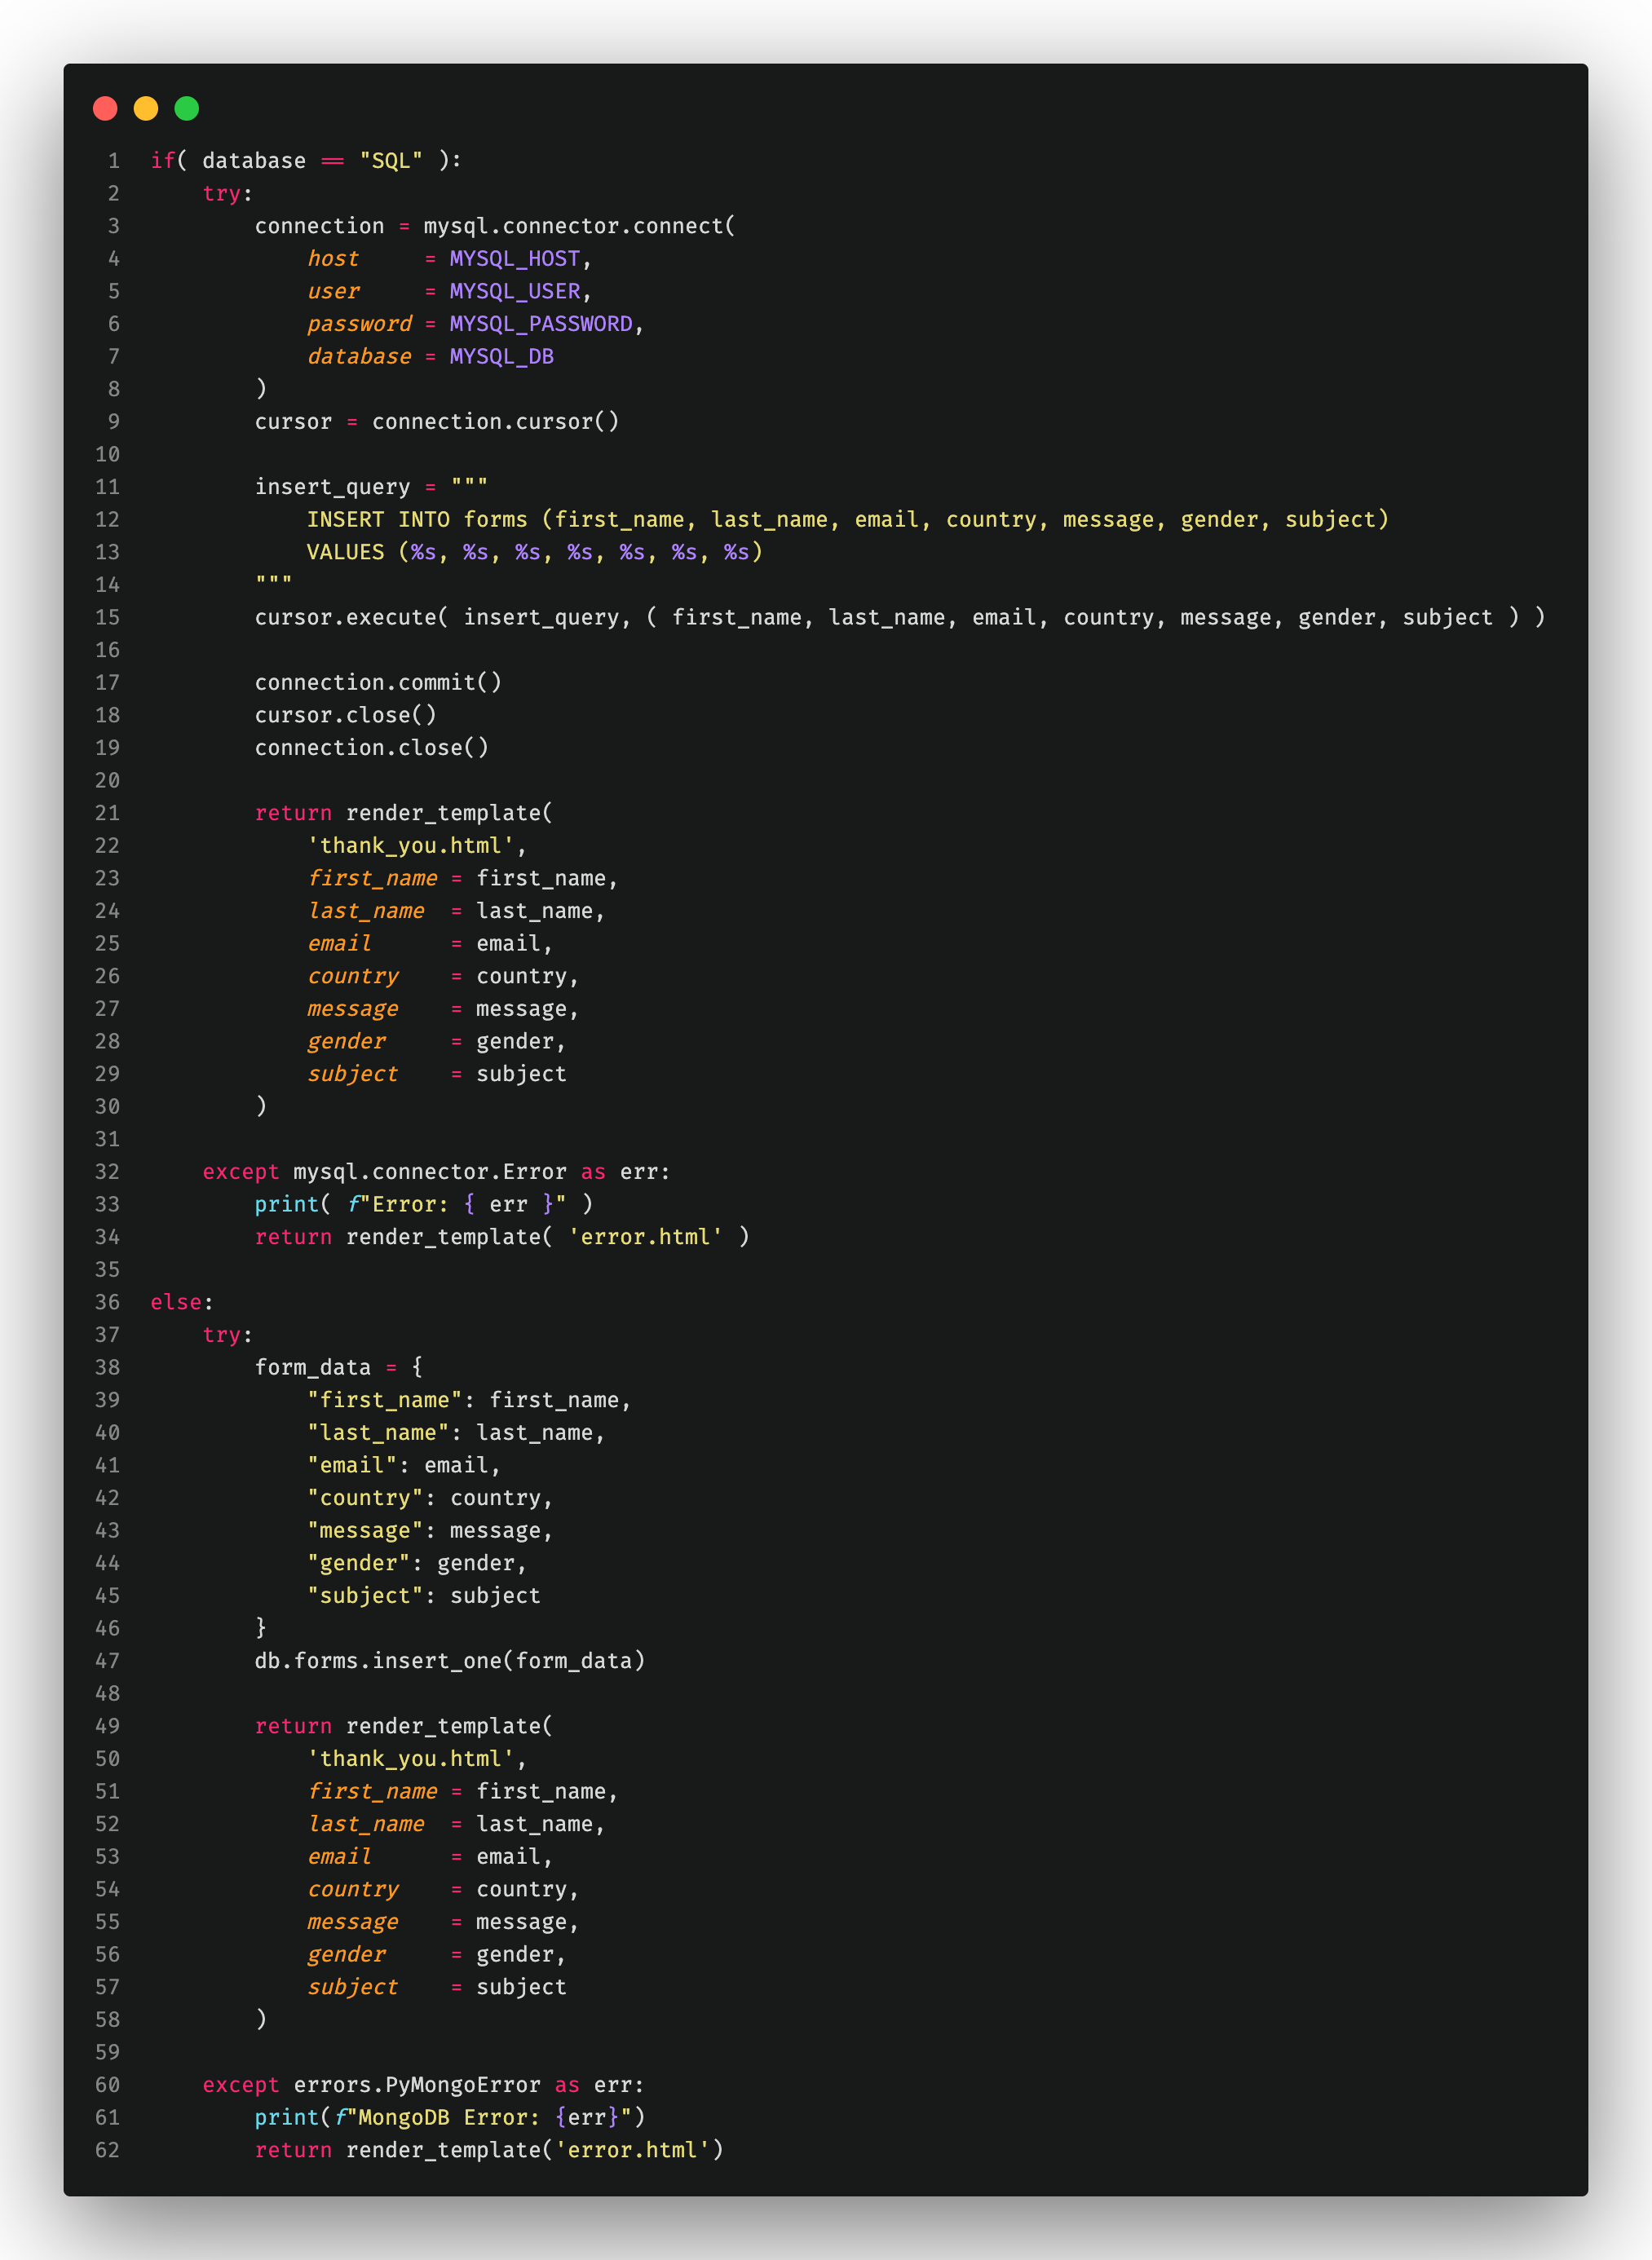 1 if( database == "SQL" ):
2     try:
3         connection = mysql.connector.connect(
4             host     = MYSQL_HOST,
5             user     = MYSQL_USER,
6             password = MYSQL_PASSWORD,
7             database = MYSQL_DB
8         )
9         cursor = connection.cursor()
10
11         insert_query = """
12             INSERT INTO forms (first_name, last_name, email, country, message, gender, subject)
13             VALUES (%s, %s, %s, %s, %s, %s, %s)
14         """
15         cursor.execute( insert_query, ( first_name, last_name, email, country, message, gender, subject ) )
16
17         connection.commit()
18         cursor.close()
19         connection.close()
20
21         return render_template(
22             'thank_you.html',
23             first_name = first_name,
24             last_name  = last_name,
25             email      = email,
26             country    = country,
27             message    = message,
28             gender     = gender,
29             subject    = subject
30         )
31
32     except mysql.connector.Error as err:
33         print( f"Error: { err }" )
34         return render_template( 'error.html' )
35
36 else:
37     try:
38         form_data = {
39             "first_name": first_name,
40             "last_name": last_name,
41             "email": email,
42             "country": country,
43             "message": message,
44             "gender": gender,
45             "subject": subject
46         }
47         db.forms.insert_one(form_data)
48
49         return render_template(
50             'thank_you.html',
51             first_name = first_name,
52             last_name  = last_name,
53             email      = email,
54             country    = country,
55             message    = message,
56             gender     = gender,
57             subject    = subject
58         )
59
60     except errors.PyMongoError as err:
61         print(f"MongoDB Error: {err}")
62         return render_template('error.html')